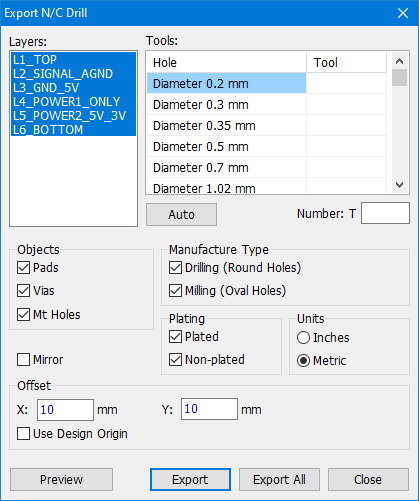 Export N/C Drill
Layers:
L1_TOP
L2_SIGNAL_AGND
L3_GND_5V
L4_POWER1_ONLY
L5_POWER2_5V_3V
L6_BOTTOM
Tools:
Hole Tool
Diameter 0.2 mm
Diameter 0.3 mm
Diameter 0.35 mm
Diameter 0.5 mm
Diameter 0.7 mm
Diameter 1.02 mm
Auto
Number: T
Objects
Pads
Vias
Mt Holes
Manufacture Type
Drilling (Round Holes)
Milling (Oval Holes)
Mirror
Plating
Plated
Non-plated
Units
Inches
Metric
Offset
X: 10 mm Y: 10 mm
Use Design Origin
Preview Export Export All Close